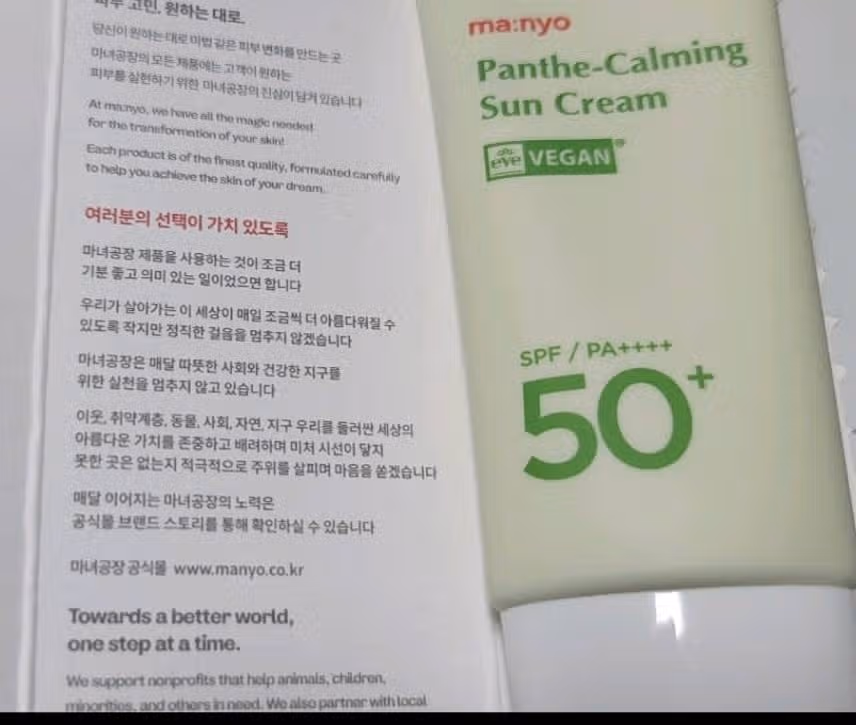 피부 고민, 원하는 대로.
당신이 원하는 대로 마법 같은 피부 변화를 만드는 곳
마녀공장의 모든 제품에는 고객이 원하는
피부를 실현하기 위한 마녀공장의 진심이 담겨 있습니다
At ma:nyo, we have all the magic needed
for the transformation of your skin!
Each product is of the finest quality, formulated carefully
to help you achieve the skin of your dream.
여러분의 선택이 가치 있도록
마녀공장 제품을 사용하는 것이 조금 더
기분 좋고 의미 있는 일이었으면 합니다
우리가 살아가는 이 세상이 매일 조금씩 더 아름다워질 수
있도록 작지만 정직한 걸음을 멈추지 않겠습니다
마녀공장은 매달 따뜻한 사회와 건강한 지구를
위한 실천을 멈추지 않고 있습니다
이웃, 취약계층, 동물, 사회, 자연, 지구 우리를 둘러싼 세상의
아름다운 가치를 존중하고 배려하며 미처 시선이 닿지
못한 곳은 없는지 적극적으로 주위를 살피며 마음을 쏟겠습니다
매달 이어지는 마녀공장의 노력은
공식몰 브랜드 스토리를 통해 확인하실 수 있습니다
마녀공장 공식몰 www.manyo.co.kr
Towards a better world,
one step at a time.
We support nonprofits that help animals, children,
minorities, and others in need. We also partner with local
ma:nyo
Panthe-Calming
Sun Cream
eve VEGAN®
SPF / PA++++
50+